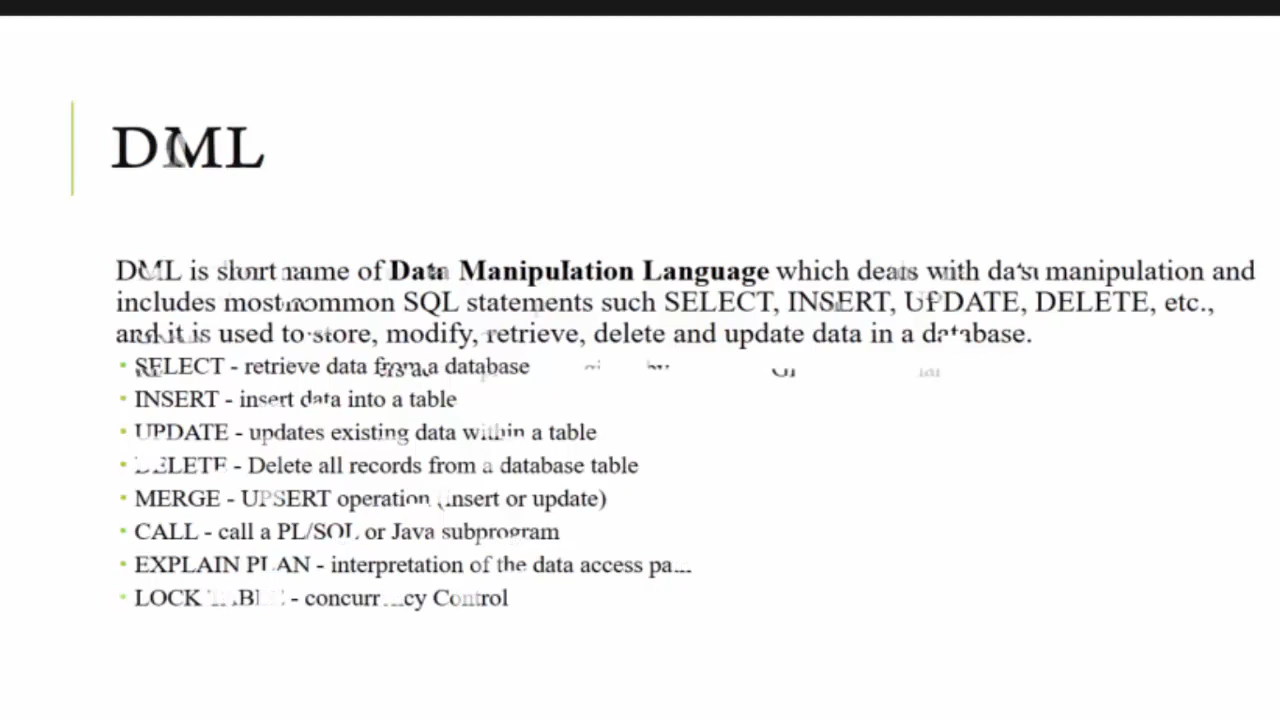 DML
DML is short name of Data Manipulation Language which deals with data manipulation and
includes most common SQL statements such SELECT, INSERT, UPDATE, DELETE, etc.,
and it is used to store, modify, retrieve, delete and update data in a database.
• SELECT - retrieve data from a database
• INSERT - insert data into a table
• UPDATE - updates existing data within a table
• DELETE - Delete all records from a database table
• MERGE - UPSERT operation (insert or update)
• CALL - call a PL/SQL or Java subprogram
• EXPLAIN PLAN - interpretation of the data access
• LOCK TABLE - concurrency Control